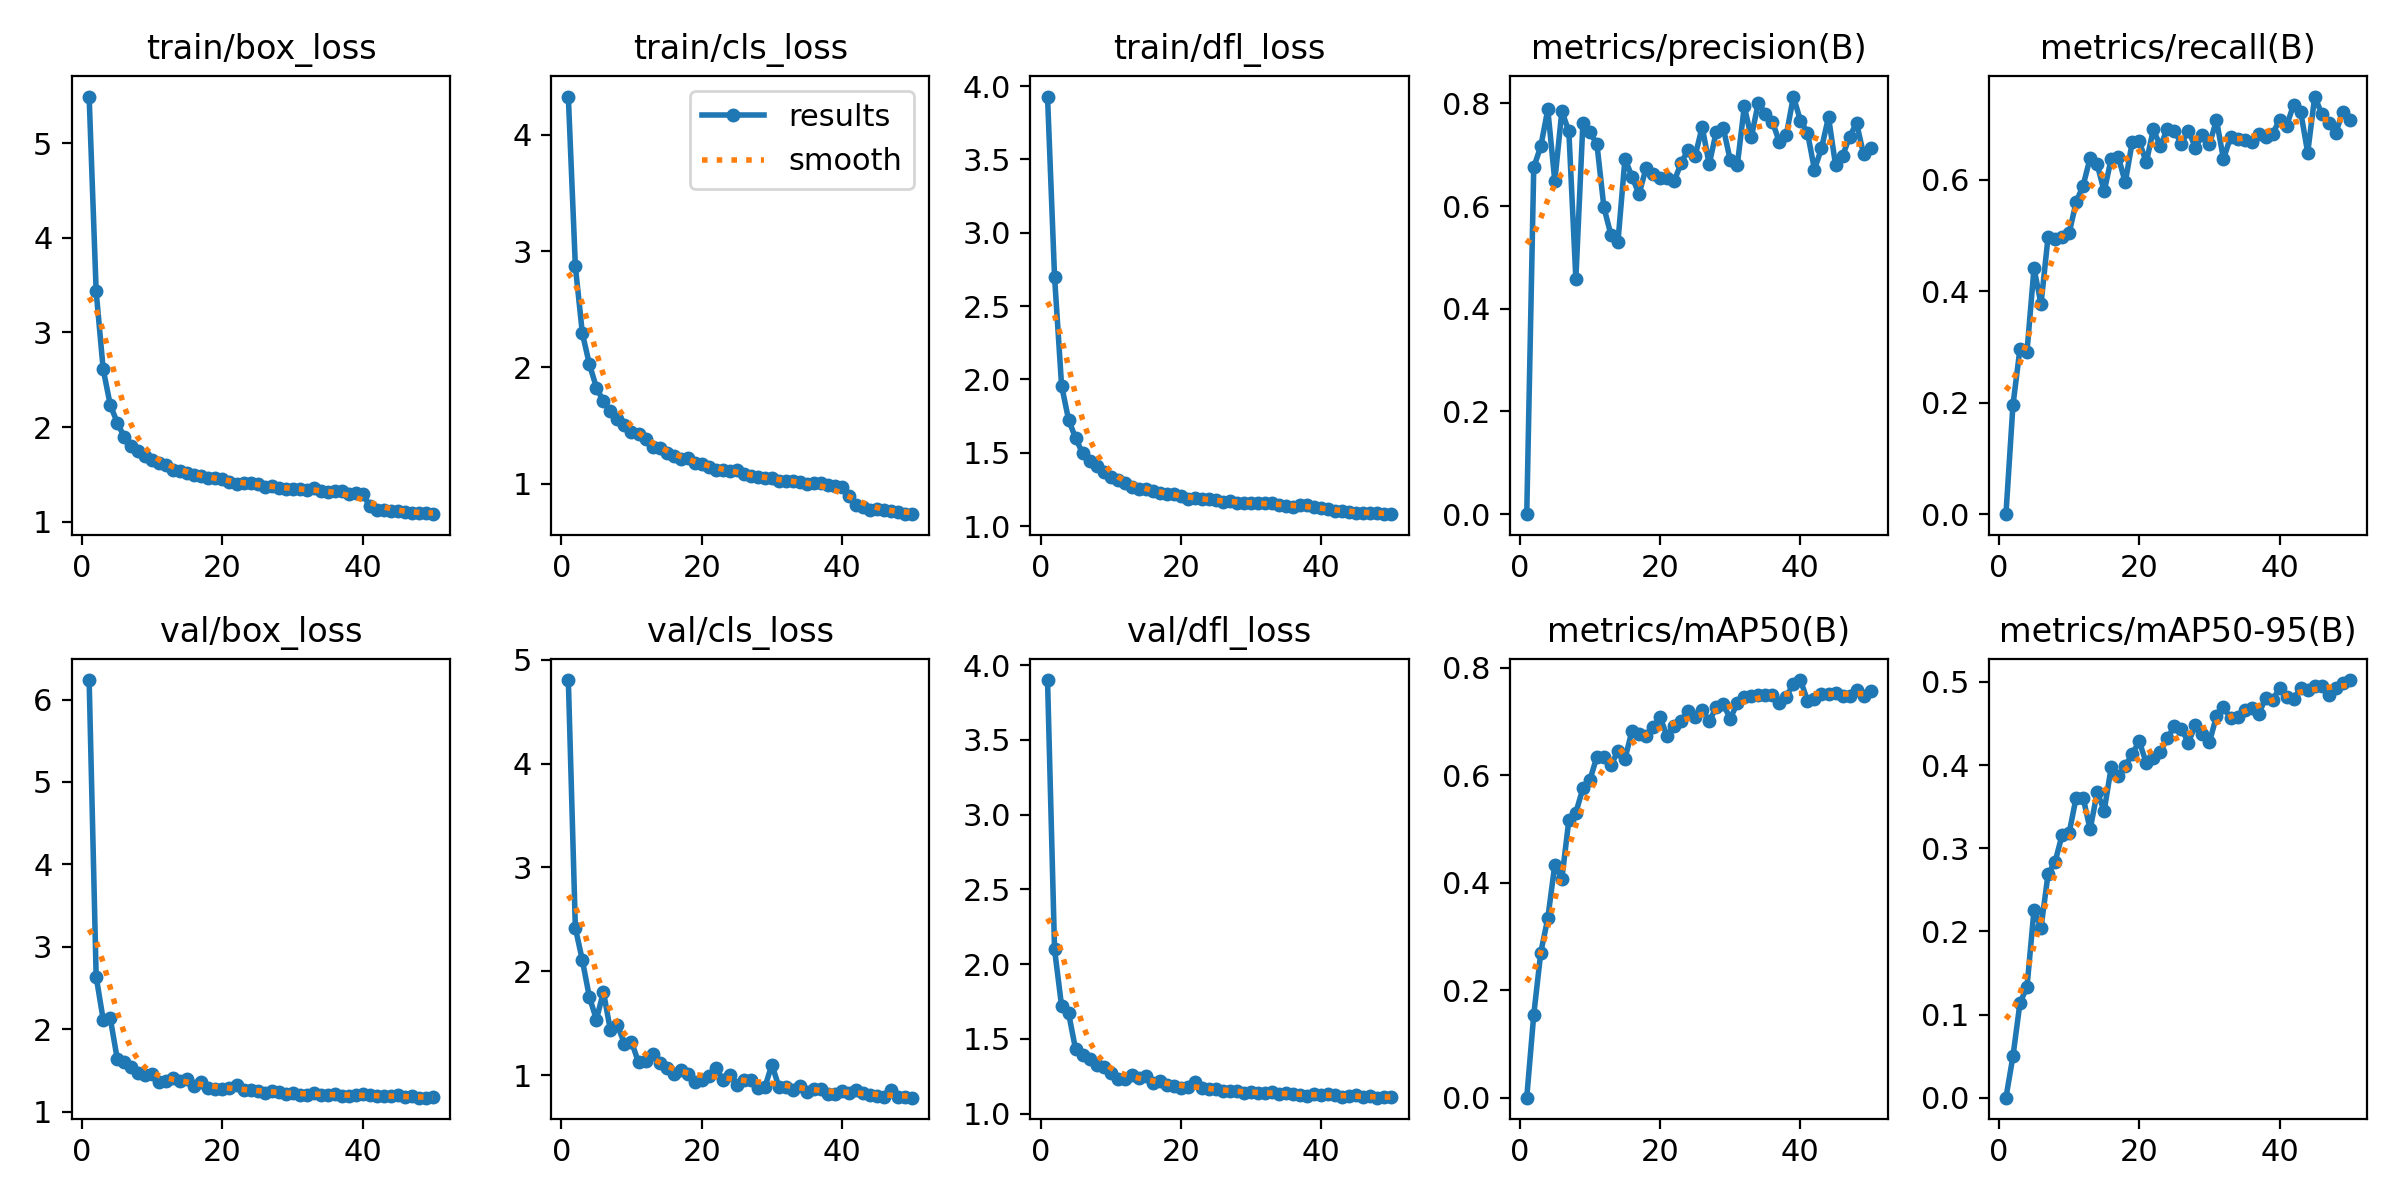 train/box_loss
5
4
3
2
1
0 20 40
train/cls_loss
results
smooth
4
3
2
1
0 20 40
train/dfl_loss
4.0
3.5
3.0
2.5
2.0
1.5
1.0
0 20 40
metrics/precision(B)
0.8
0.6
0.4
0.2
0.0
0 20 40
metrics/recall(B)
0.6
0.4
0.2
0.0
0 20 40
val/box_loss
6
5
4
3
2
1
0 20 40
val/cls_loss
5
4
3
2
1
0 20 40
val/dfl_loss
4.0
3.5
3.0
2.5
2.0
1.5
1.0
0 20 40
metrics/mAP50(B)
0.8
0.6
0.4
0.2
0.0
0 20 40
metrics/mAP50-95(B)
0.5
0.4
0.3
0.2
0.1
0.0
0 20 40